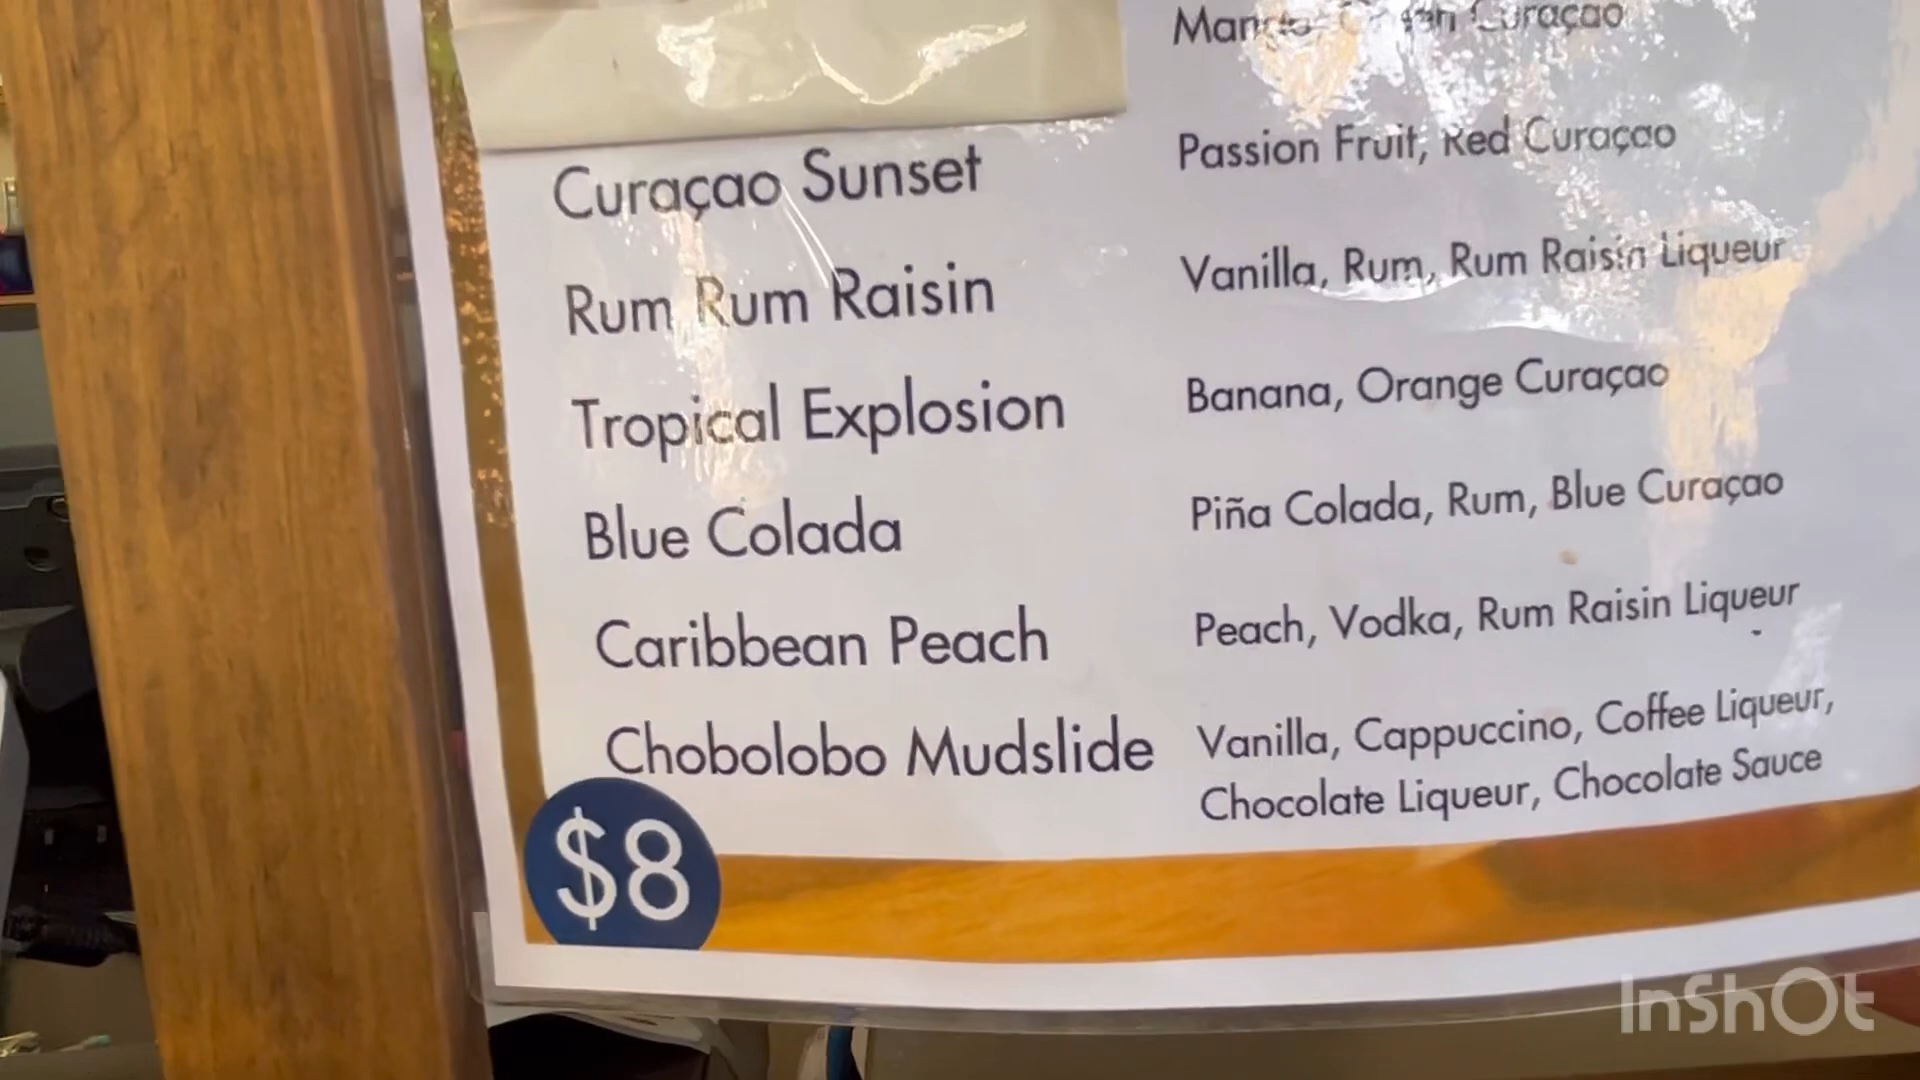 Curaçao
Curaçao Sunset
Passion Fruit, Red Curaçao
Rum Rum Raisin
Vanilla, Rum, Rum Raisin Liqueur
Tropical Explosion
Banana, Orange Curaçao
Blue Colada
Piña Colada, Rum, Blue Curaçao
Caribbean Peach
Peach, Vodka, Rum Raisin Liqueur
Chobolobo Mudslide
Vanilla, Cappuccino, Coffee Liqueur,
Chocolate Liqueur, Chocolate Sauce
$8
InShOt